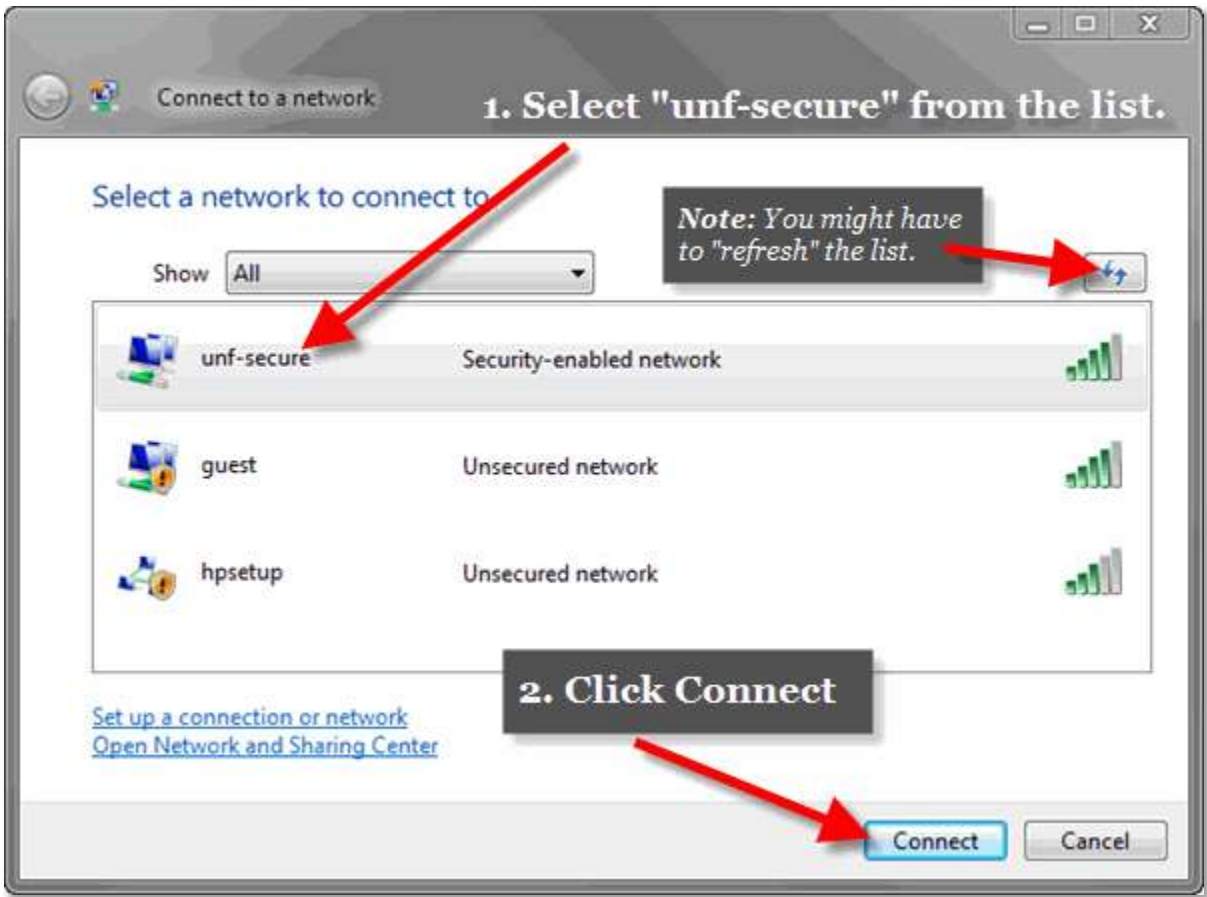 Connect to a network
1. Select "unf-secure" from the list.
Select a network to connect to
Note: You might have
to "refresh" the list.
Show All
unf-secure Security-enabled network
guest Unsecured network
hpsetup Unsecured network
2. Click Connect
Set up a connection or network
Open Network and Sharing Center
Connect Cancel